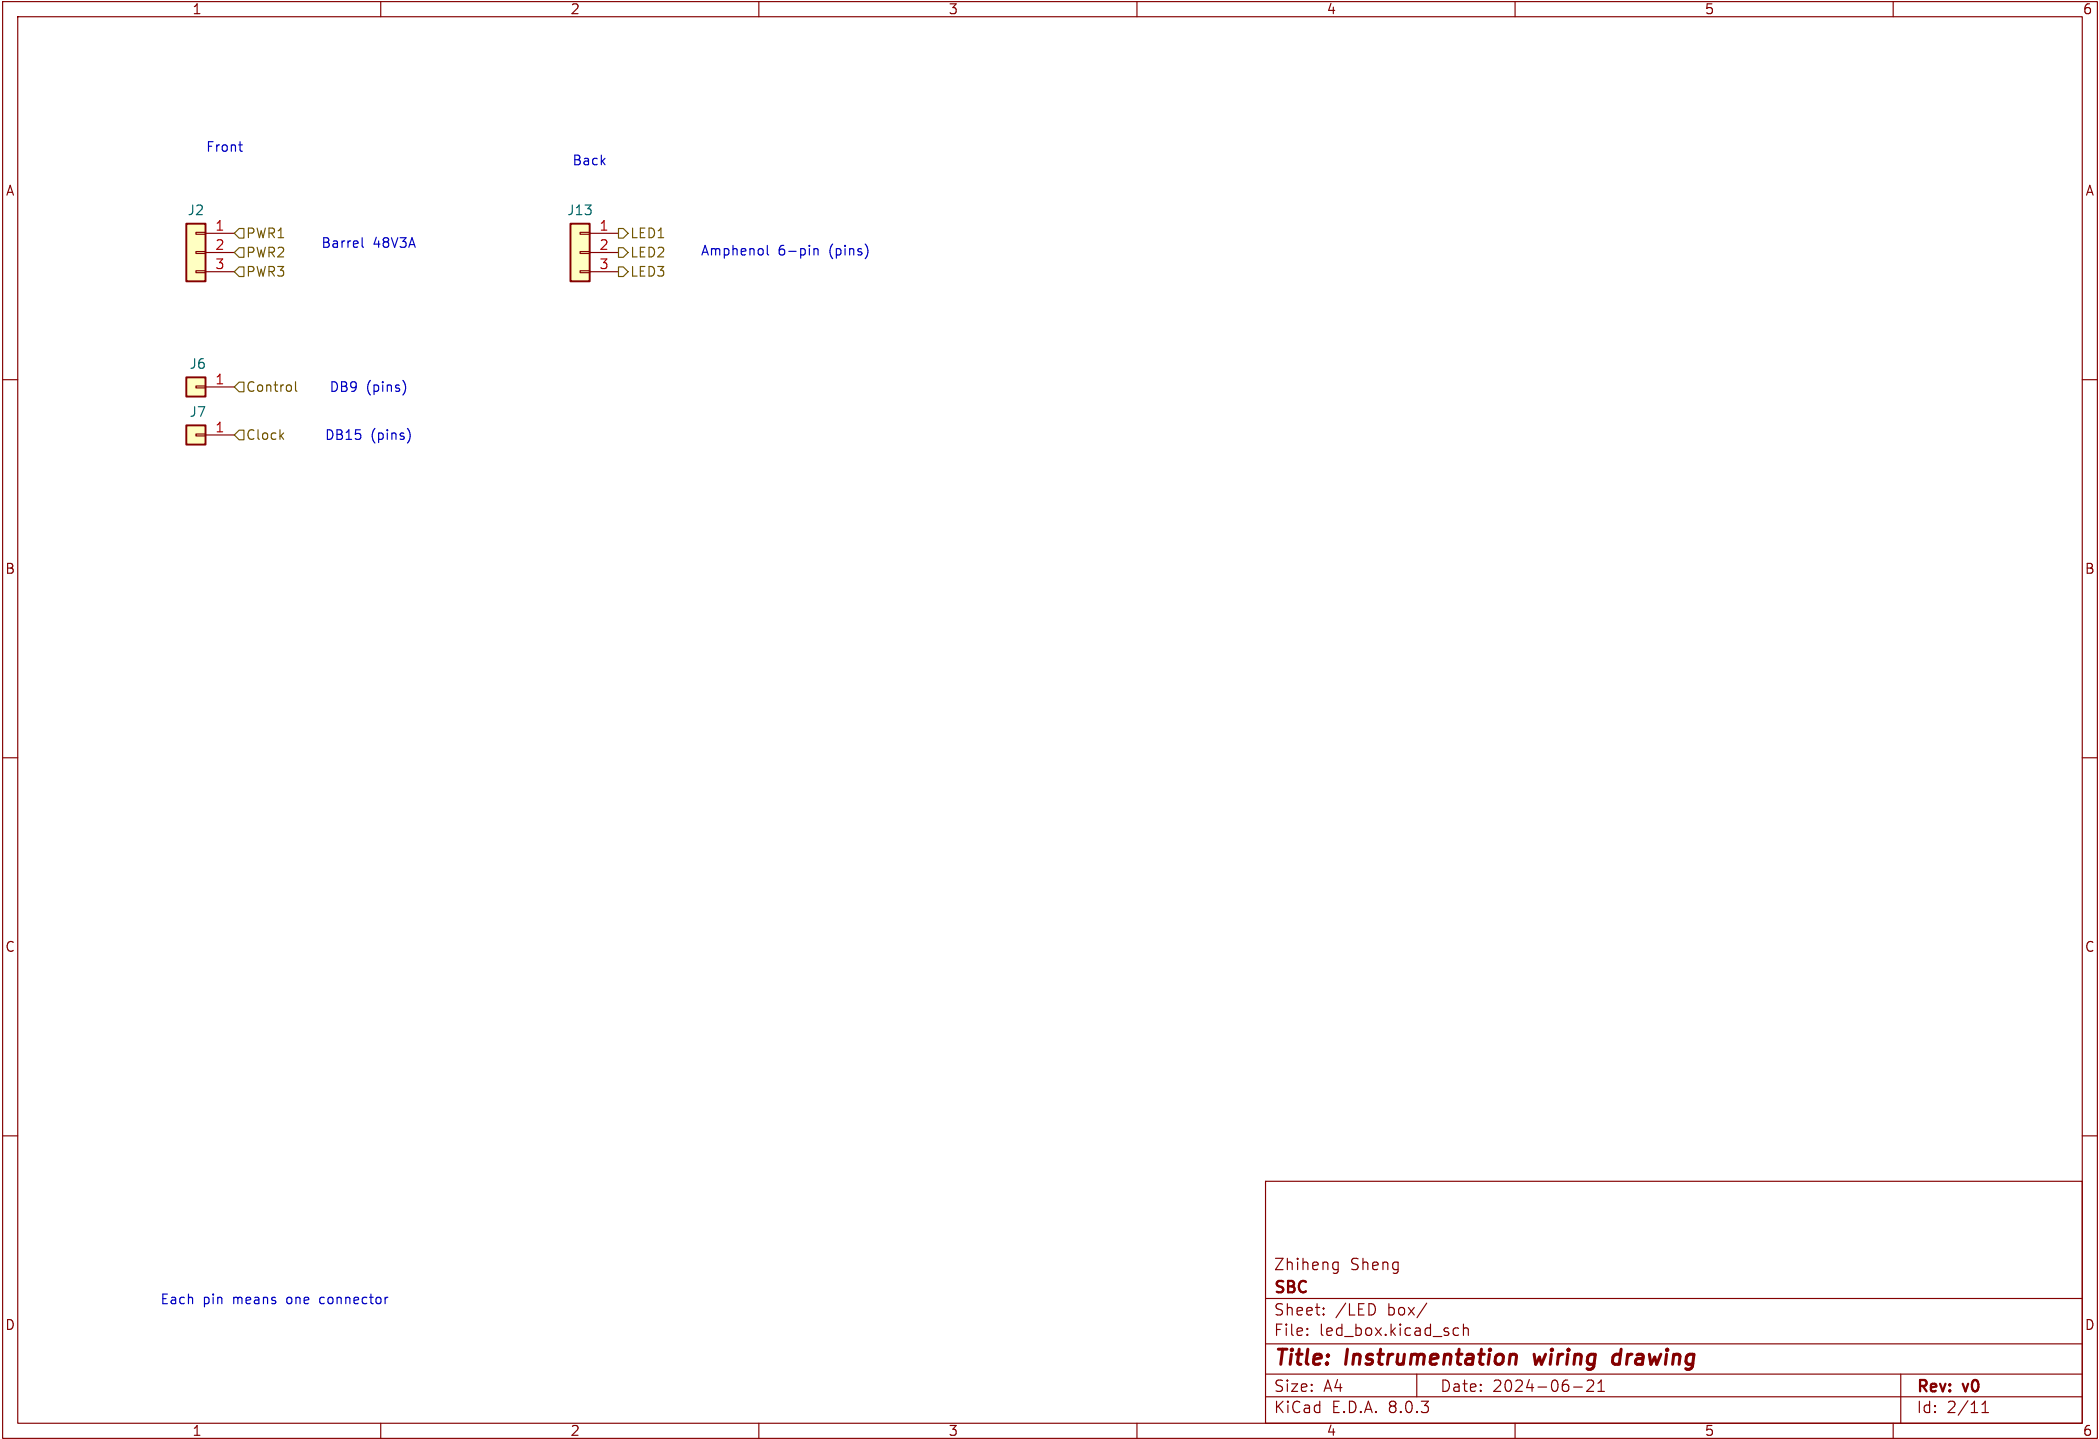 1 2 3 4 5 6
Front
Back
A A
J2 J13
1 PWR1 1 LED1
Barrel 48V3A
2 PWR2 2 LED2 Amphenol 6-pin (pins)
3 PWR3 3 LED3
J6
1 Control DB9 (pins)
J7
1 Clock DB15 (pins)
B B
C C
Zhiheng Sheng
SBC
Each pin means one connector
Sheet: /LED box/
D D
File: led_box.kicad_sch
Title: Instrumentation wiring drawing
Size: A4 Date: 2024-06-21 Rev: v0
KiCad E.D.A. 8.0.3 Id: 2/11
1 2 3 4 5 6